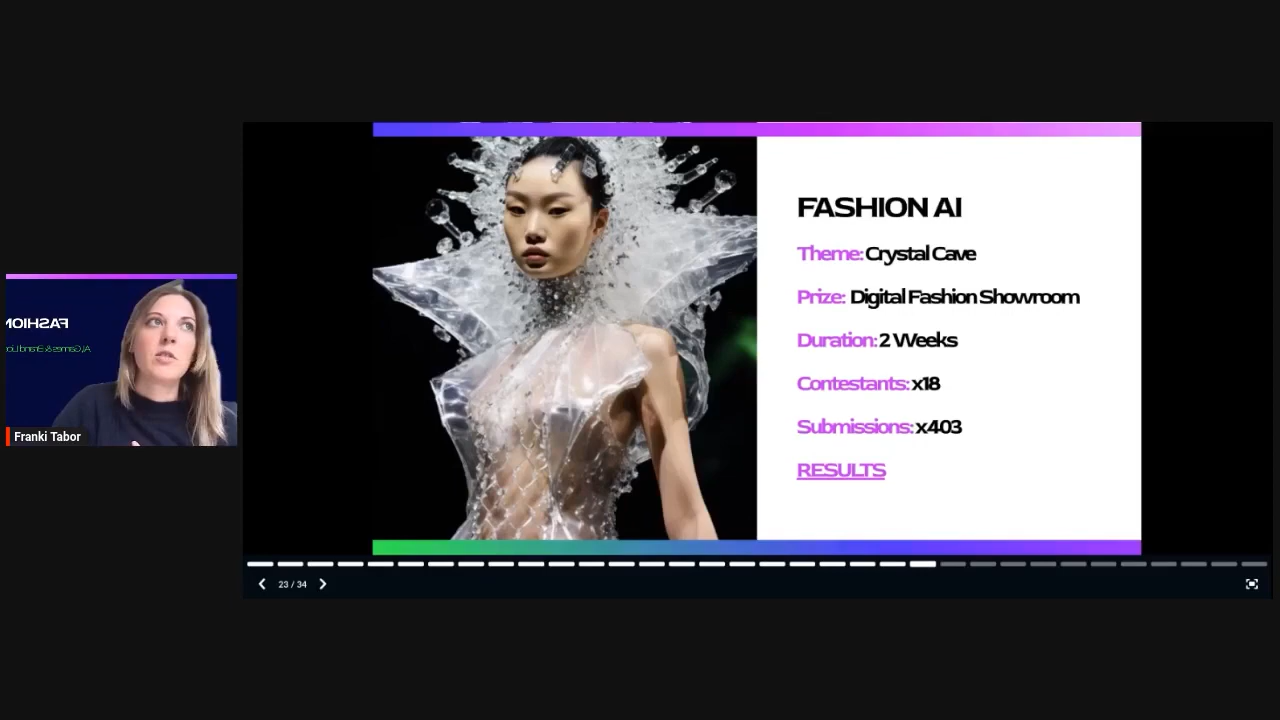 FASHION AI
Theme: Crystal Cave
Prize: Digital Fashion Showroom
Duration: 2 Weeks
Contestants: x18
Submissions: x403
RESULTS
FASHION
Franki Tabor
23 / 34